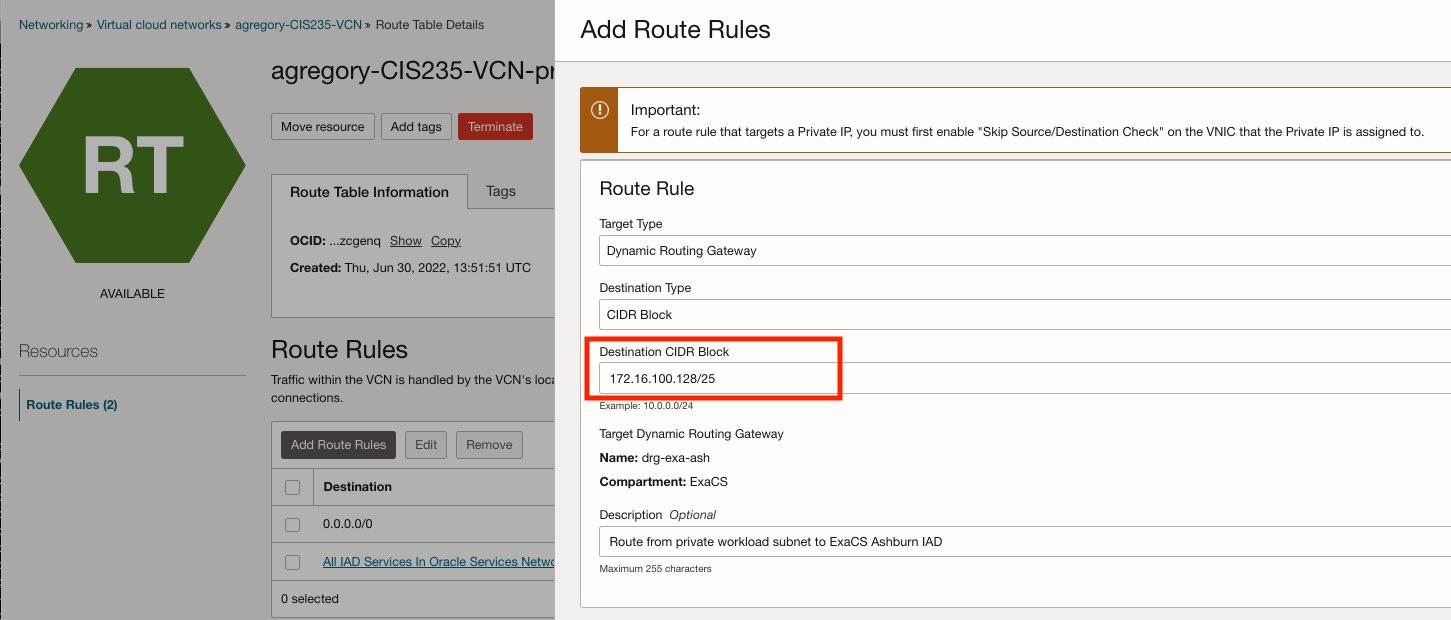 Networking » Virtual cloud networks » agregory-CIS235-VCN » Route Table Details
RT
AVAILABLE
Resources
Route Rules (2)
agregory-CIS235-VCN-pr
Move resource
Add tags
Terminate
Route Table Information
Tags
OCID: ...zcgenq Show Copy
Created: Thu, Jun 30, 2022, 13:51:51 UTC
Route Rules
Traffic within the VCN is handled by the VCN's loca
connections.
Add Route Rules
Edit
Remove
Destination
0.0.0.0/0
All IAD Services In Oracle Services Netwo
0 selected
Add Route Rules
Important:
For a route rule that targets a Private IP, you must first enable "Skip Source/Destination Check" on the VNIC that the Private IP is assigned to.
Route Rule
Target Type
Dynamic Routing Gateway
Destination Type
CIDR Block
Destination CIDR Block
172.16.100.128/25
Example: 10.0.0.0/24
Target Dynamic Routing Gateway
Name: drg-exa-ash
Compartment: ExaCS
Description Optional
Route from private workload subnet to ExaCS Ashburn IAD
Maximum 255 characters